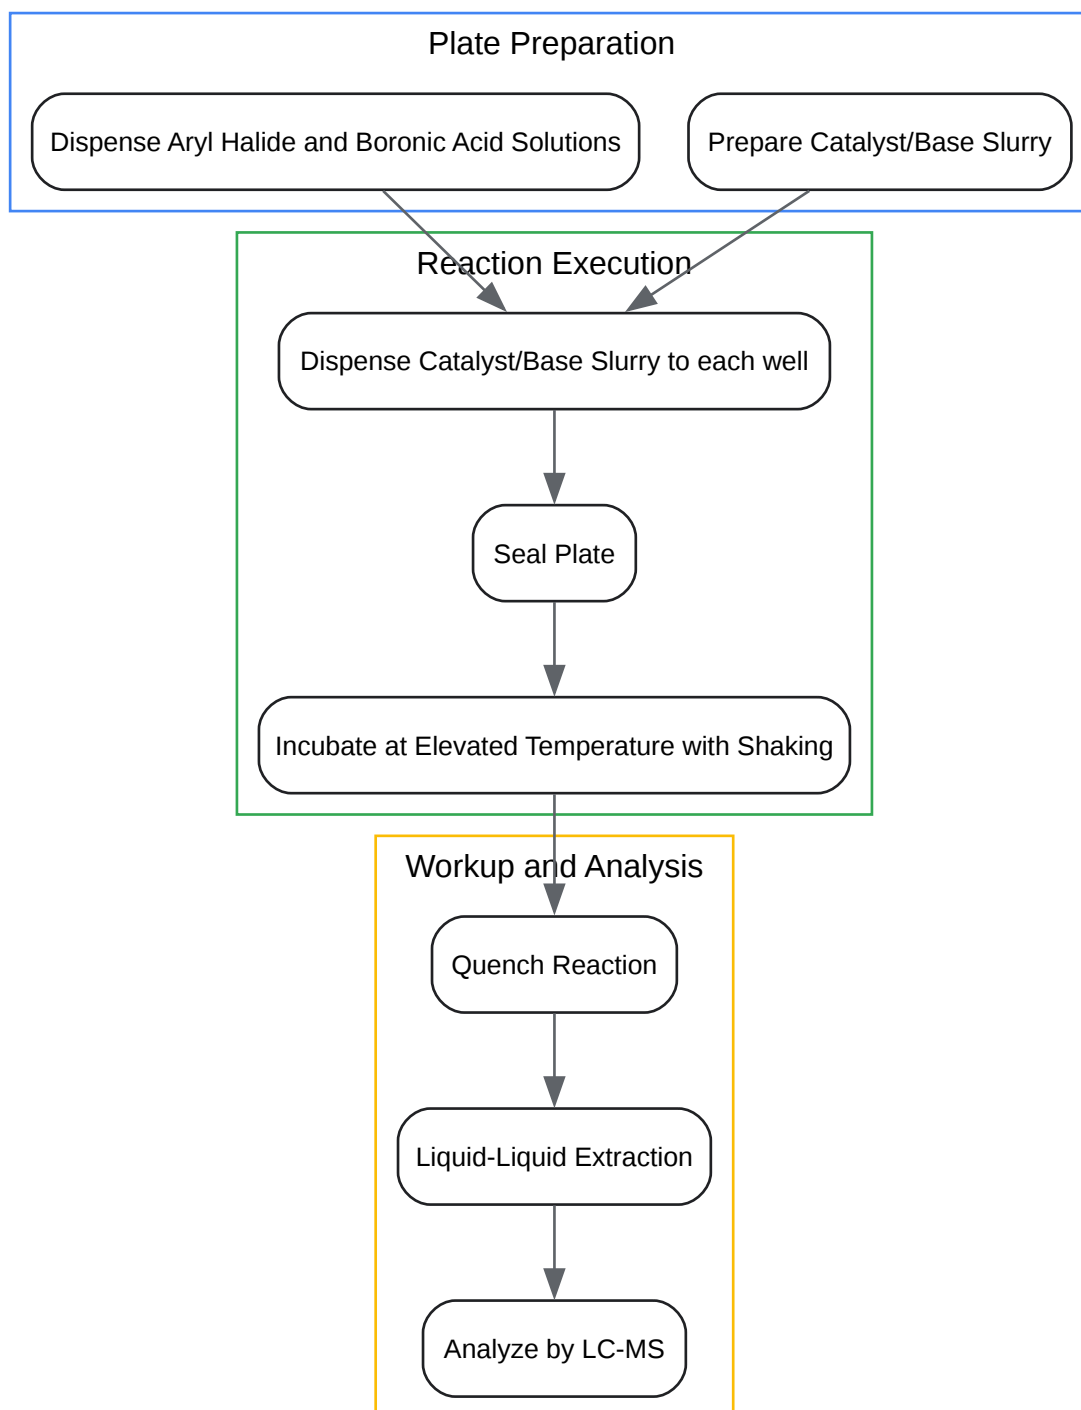 Plate Preparation
Dispense Aryl Halide and Boronic Acid Solutions
Prepare Catalyst/Base Slurry
Reaction Execution
Dispense Catalyst/Base Slurry to each well
Seal Plate
Incubate at Elevated Temperature with Shaking
Workup and Analysis
Quench Reaction
Liquid-Liquid Extraction
Analyze by LC-MS